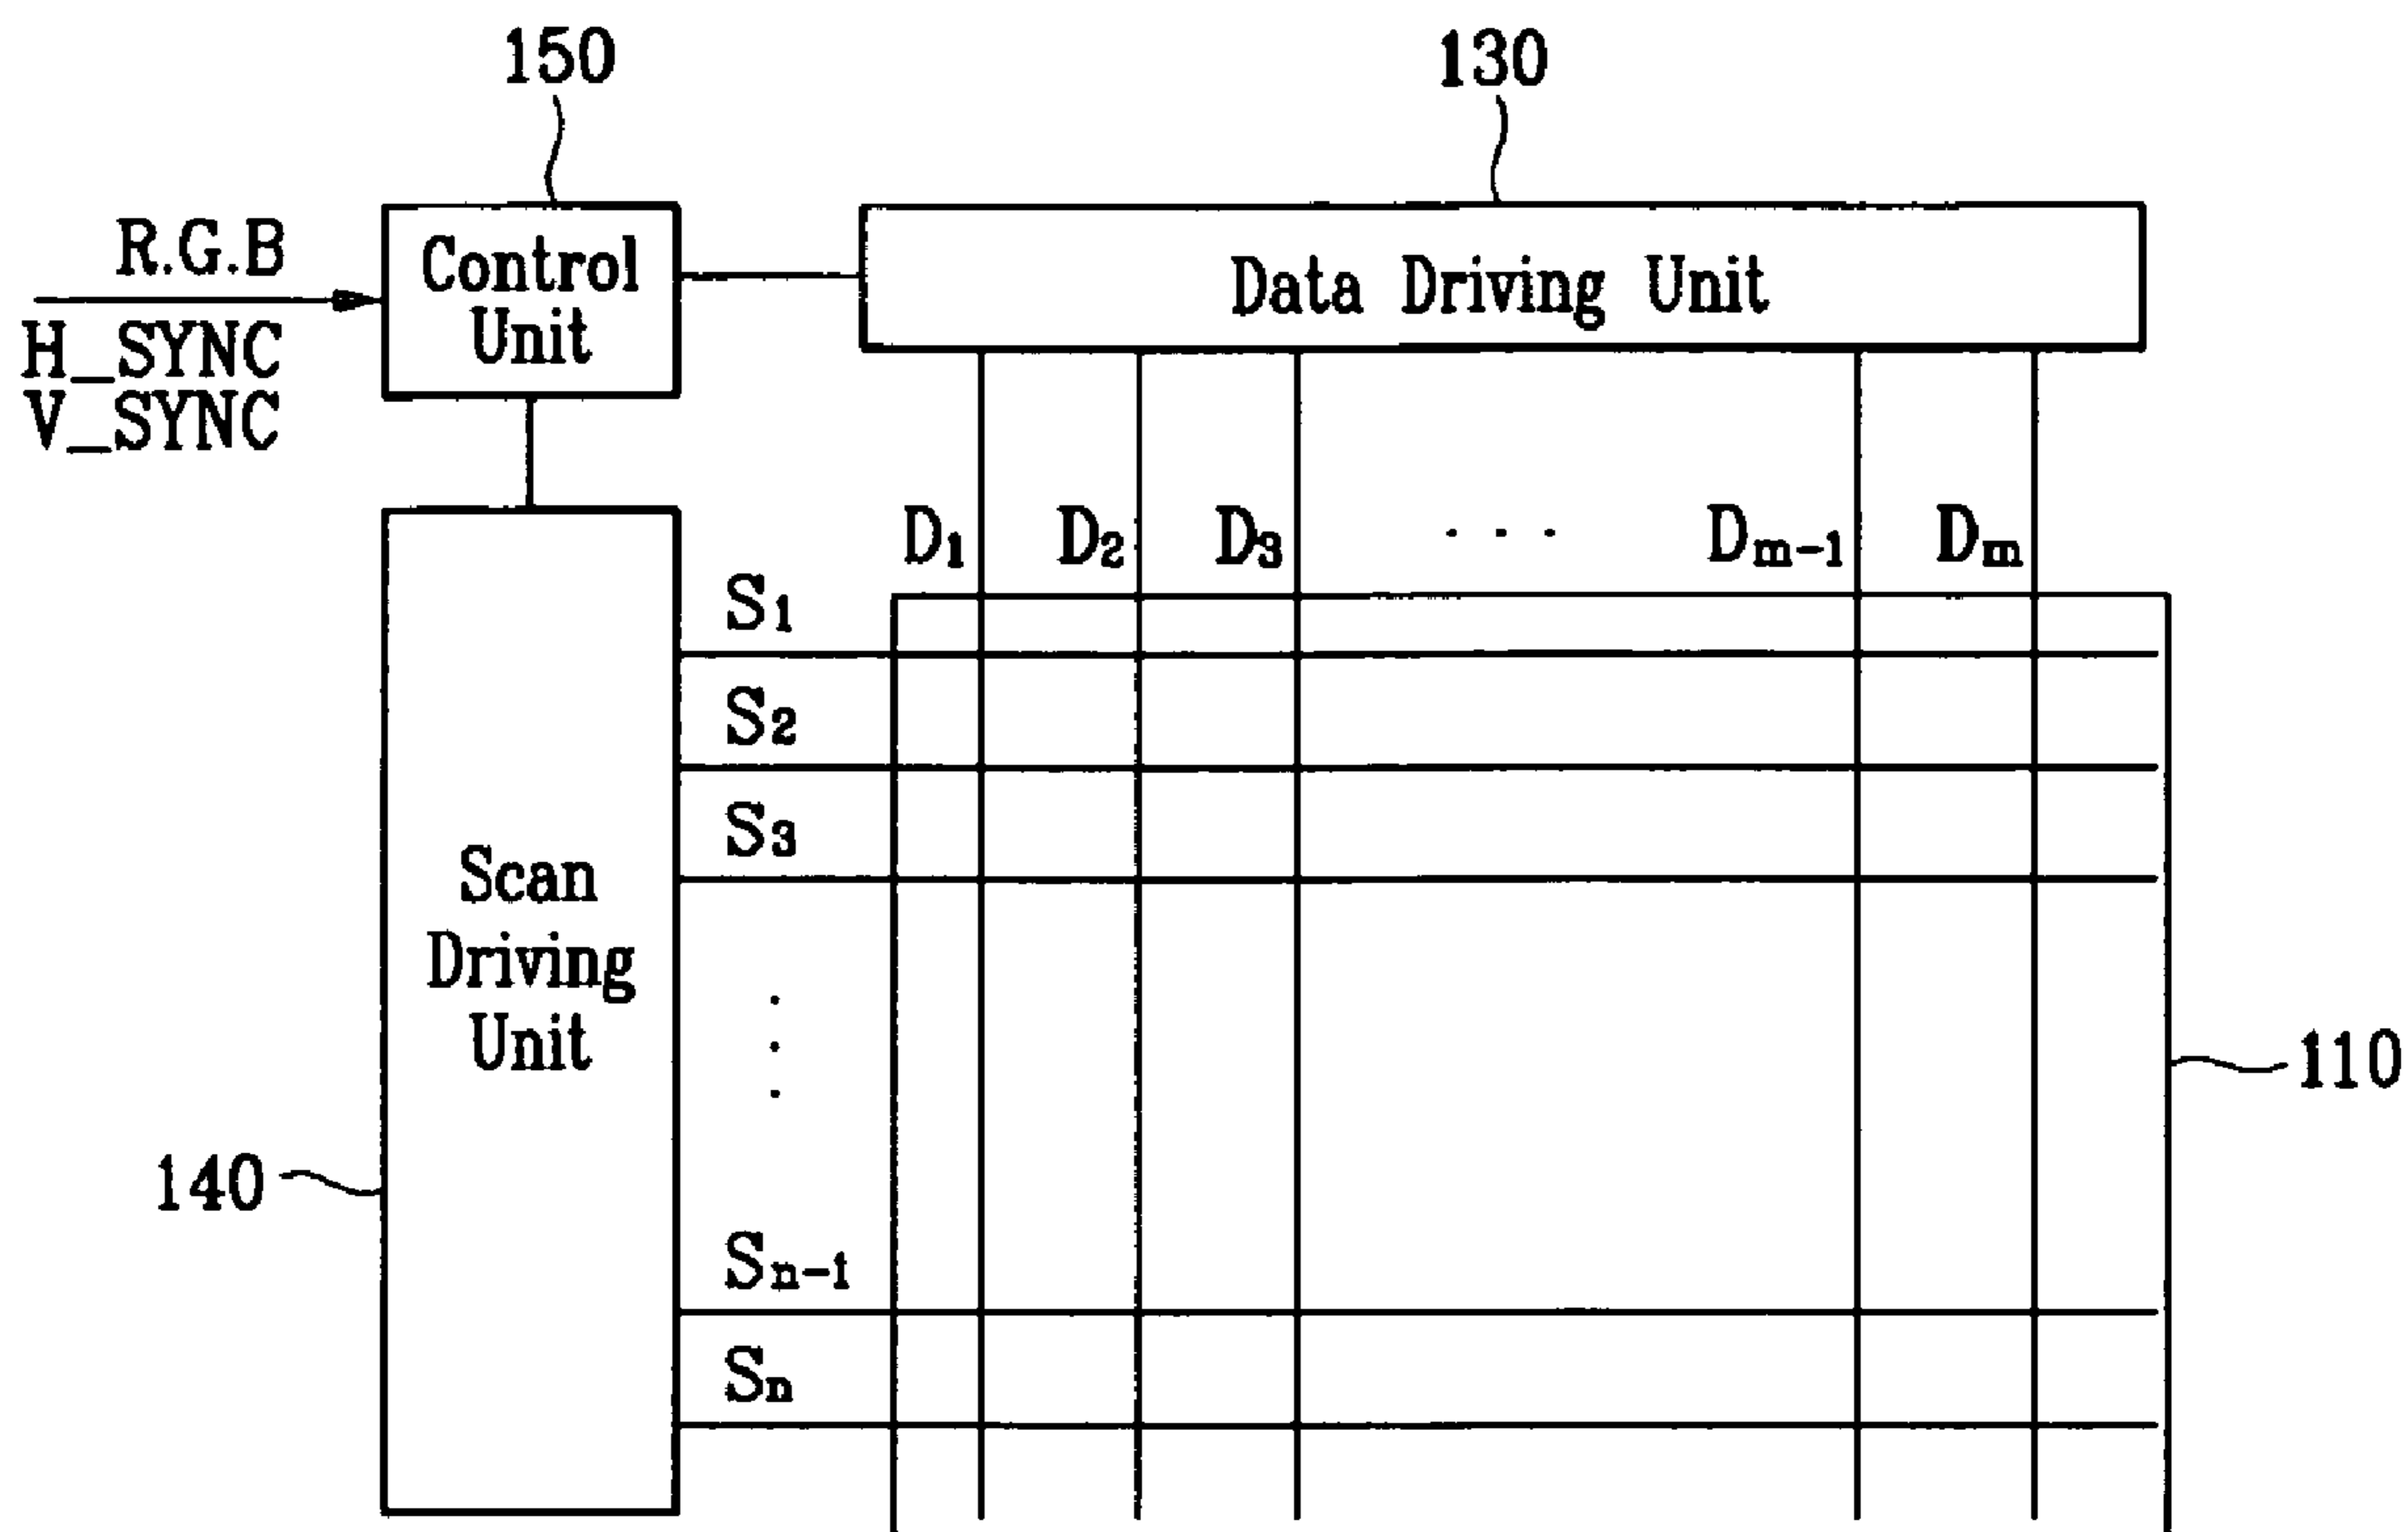 150
130
R.G.B
H_SYNC
V_SYNC
Control
Unit
Data Driving Unit
D1 D2 D3 . . . Dm-1 Dm
S1
S2
S3
Scan
Driving
Unit
.
.
.
110
140
Sn-1
Sn